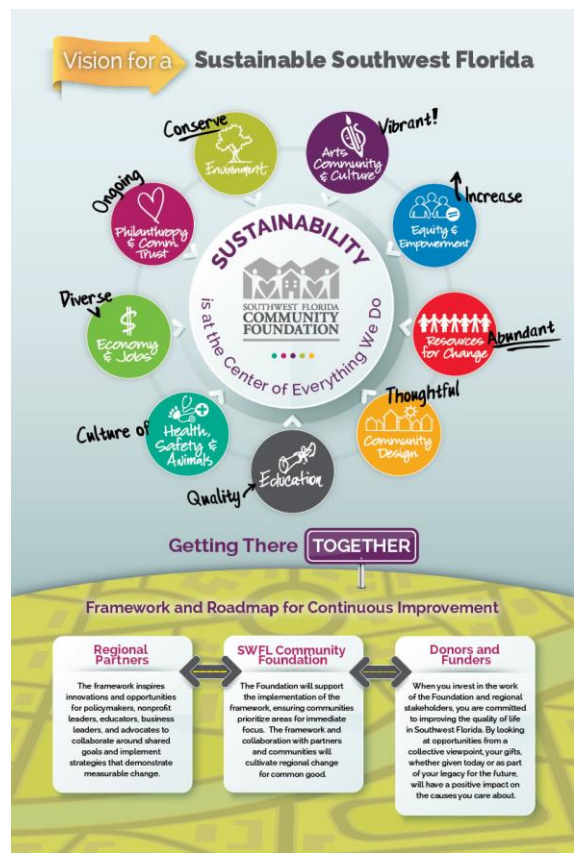 Vision for a Sustainable Southwest Florida
Conserve
Environment
Vibrant!
Arts
Community
& Culture
Ongoing
Philanthropy
& Comm.
Trust
Increase
Equity &
Empowerment
Diverse
Economy
& Jobs
Abundant
Resources
for Change
Culture of
Health,
Safety &
Animals
Thoughtful
Community
Design
Quality
Education
SUSTAINABILITY
SOUTHWEST FLORIDA
COMMUNITY
FOUNDATION
is at the Center of Everything We Do
Getting There TOGETHER
Framework and Roadmap for Continuous Improvement
Regional
Partners
The framework inspires
innovations and opportunities
for policymakers, nonprofit
leaders, educators, business
leaders, and advocates to
collaborate around shared
goals and implement
strategies that demonstrate
measurable change.
SWFL Community
Foundation
The Foundation will support
the implementation of the
framework, ensuring communities
prioritize areas for immediate
focus. The framework and
collaboration with partners
and communities will
cultivate regional change
for common good.
Donors and
Funders
When you invest in the work
of the Foundation and regional
stakeholders, you are committed
to improving the quality of life
in Southwest Florida. By looking
at opportunities from a
collective viewpoint, your gifts,
whether given today or as part
of your legacy for the future,
will have a positive impact on
the causes you care about.